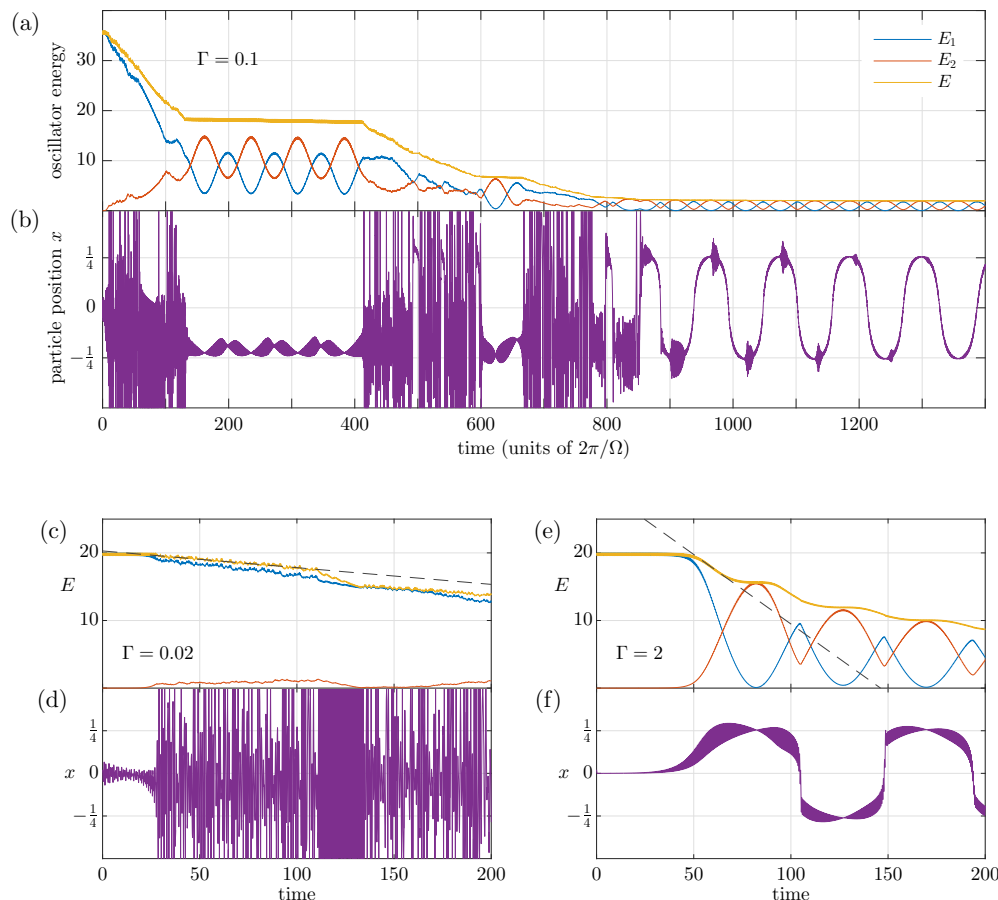 (a)
oscillator energy
30
20
10
Γ = 0.1
E₁
E₂
E
(b)
particle position x
1/4
0
−1/4
0 200 400 600 800 1000 1200
time (units of 2π/Ω)
(c)
E
20
10
Γ = 0.02
(d)
x
1/4
0
−1/4
0 50 100 150 200
time
(e)
E
20
10
Γ = 2
(f)
x
1/4
0
−1/4
0 50 100 150 200
time